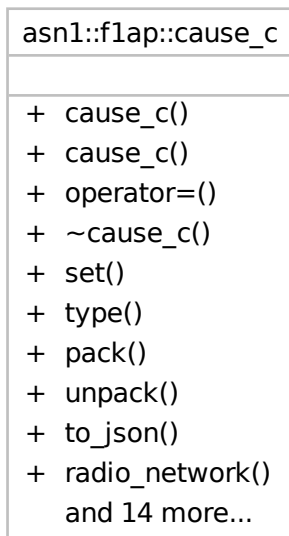 asn1::f1ap::cause_c
+ cause_c()
+ cause_c()
+ operator=()
+ ~cause_c()
+ set()
+ type()
+ pack()
+ unpack()
+ to_json()
+ radio_network()
and 14 more...